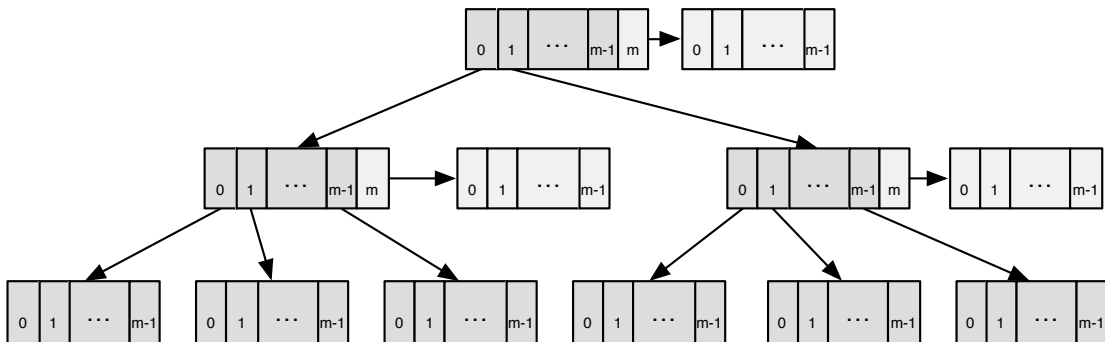 0 1 ... m-1 m 0 1 ... m-1
0 1 ... m-1 m 0 1 ... m-1 0 1 ... m-1 m 0 1 ... m-1
0 1 ... m-1 0 1 ... m-1 0 1 ... m-1 0 1 ... m-1 0 1 ... m-1 0 1 ... m-1